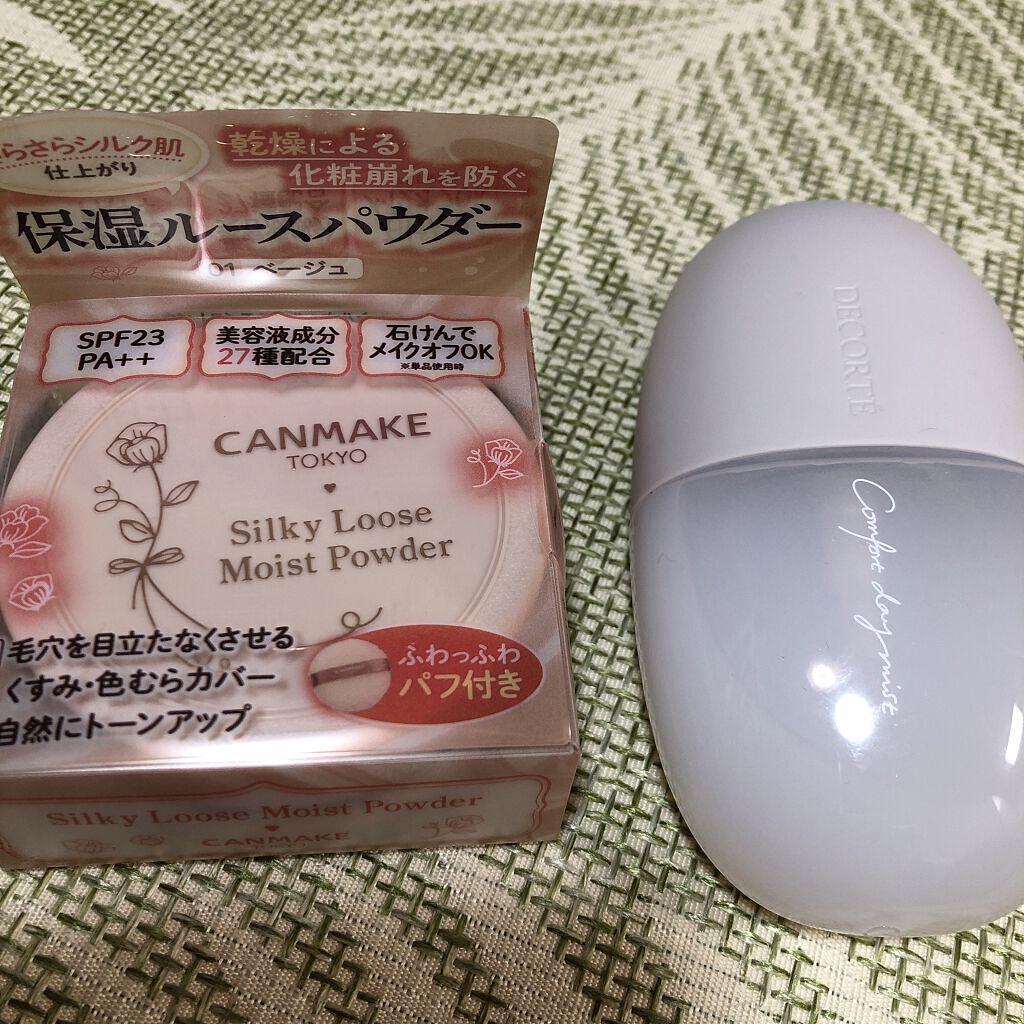 らさらシルク肌
仕上がり
乾燥による
化粧崩れを防ぐ
保湿ルースパウダー
01 ベージュ
SPF23
PA++
美容液成分
27種配合
石けんで
メイクオフOK
※単品使用時
CANMAKE
TOKYO
Silky Loose
Moist Powder
毛穴を目立たなくさせる
くすみ・色むらカバー
自然にトーンアップ
ふわっふわ
パフ付き
Silky Loose Moist Powder
CANMAKE
TOKYO
DECORTÉ
Comfort day mist